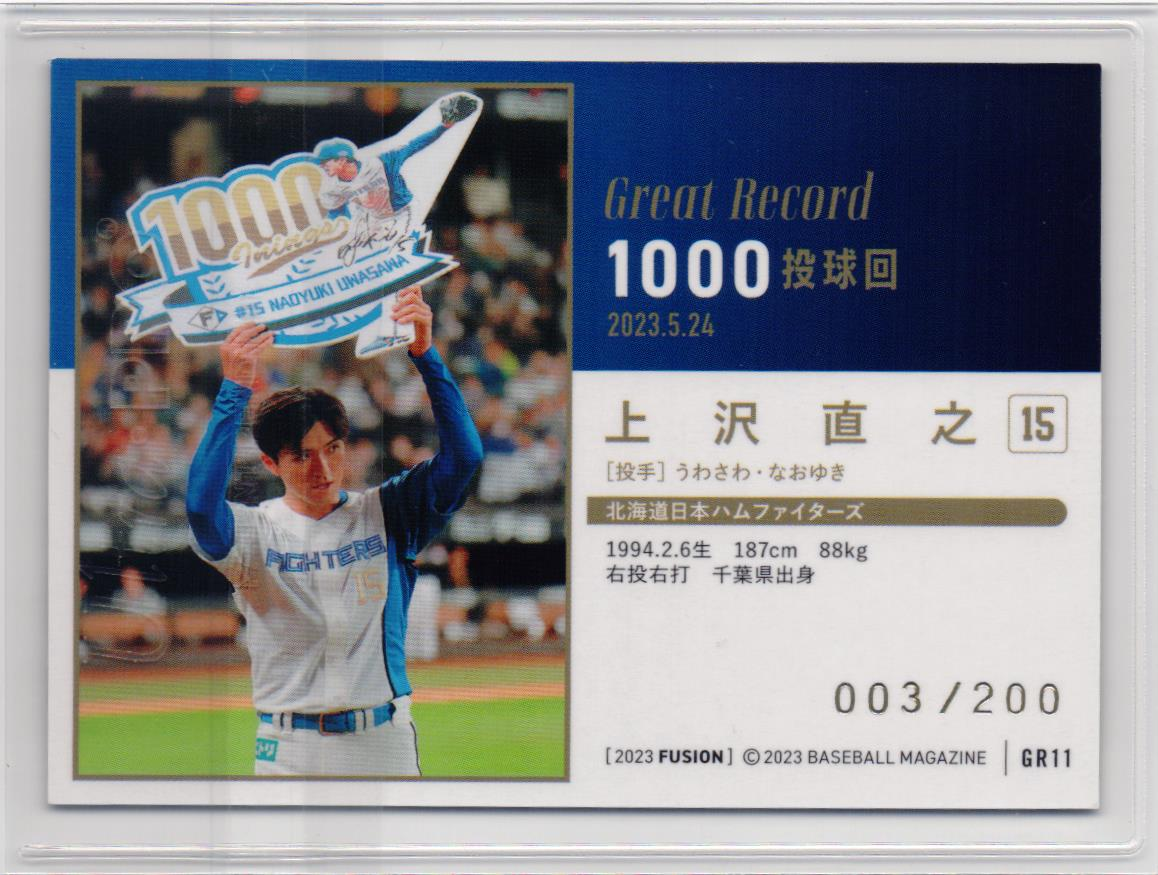 1000
Innings
#15 NAOYUKI UWASAWA
FIGHTERS
15
Great Record
1000投球回
2023.5.24
上沢直之 15
[投手] うわさわ・なおゆき
北海道日本ハムファイターズ
1994.2.6生 187cm 88kg
右投右打 千葉県出身
003/200
[2023 FUSION] ©2023 BASEBALL MAGAZINE GR11